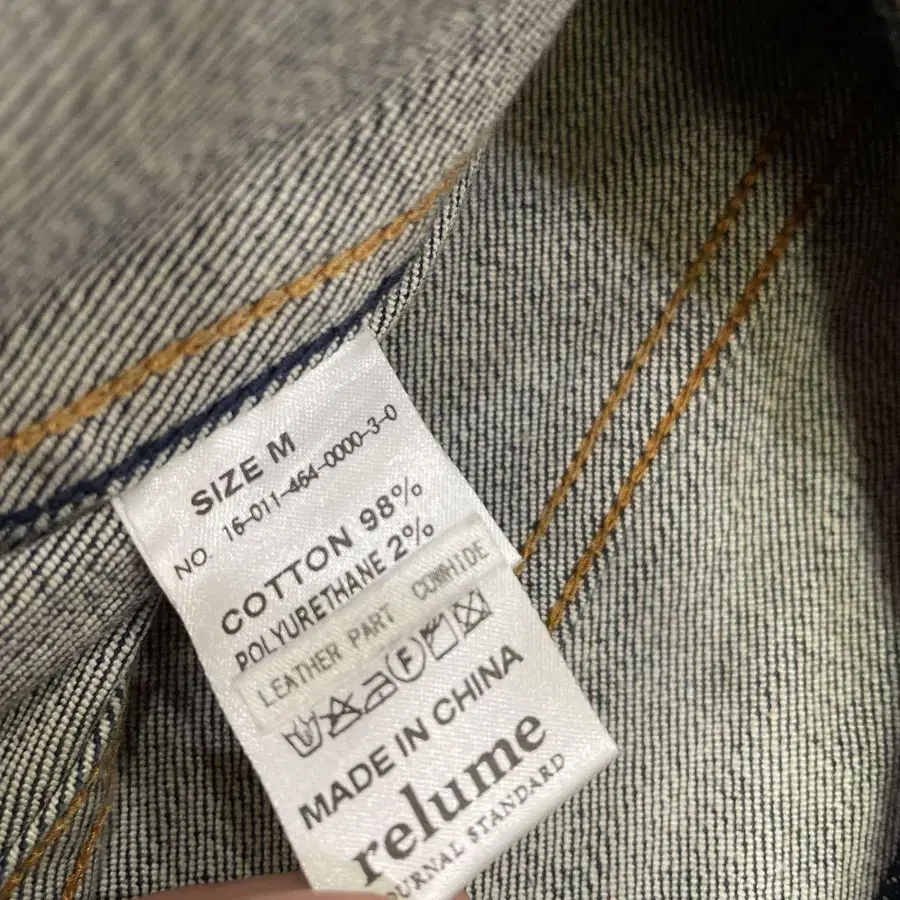 SIZE M
NO. 16-011-464-0000-3-0
COTTON 98%
POLYURETHANE 2%
LEATHER PART COWHIDE
F
MADE IN CHINA
relume
OURNAL STANDARD